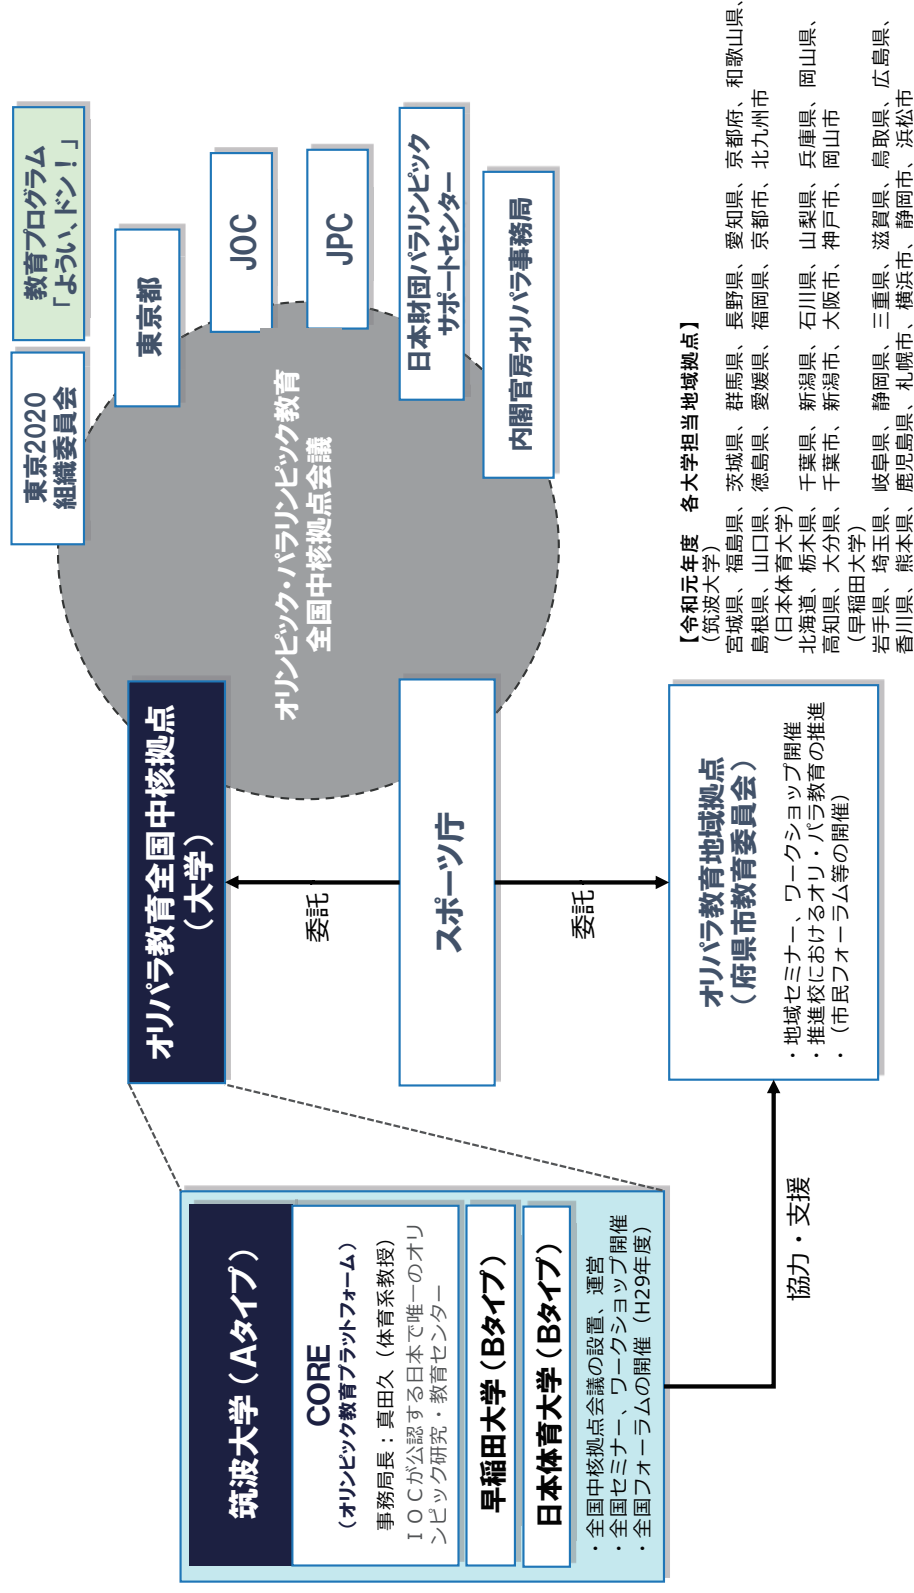 筑波大学（Aタイプ）
CORE
（オリンピック教育プラットフォーム）
事務局長：真田久（体育系教授）
ＩＯＣが公認する日本で唯一のオリ
ンピック研究・教育センター
早稲田大学（Bタイプ）
日本体育大学（Bタイプ）
・全国中核拠点会議の設置、運営
・全国セミナー、ワークショップ開催
・全国フォーラムの開催（H29年度）
協力・支援
オリパラ教育全国中核拠点
（大学）
委託
スポーツ庁
委託
オリパラ教育地域拠点
（府県市教育委員会）
・地域セミナー、ワークショップ開催
・推進校におけるオリ・パラ教育の推進
・（市民フォーラム等の開催）
オリンピック・パラリンピック教育
全国中核拠点会議
東京2020
組織委員会
教育プログラム
「ようい、ドン！」
東京都
JOC
JPC
日本財団パラリンピック
サポートセンター
内閣官房オリパラ事務局
【令和元年度　各大学担当地域拠点】
（筑波大学）
宮城県、福島県、茨城県、群馬県、長野県、愛知県、京都府、和歌山県、
島根県、山口県、徳島県、愛媛県、福岡県、京都市、北九州市
（日本体育大学）
北海道、栃木県、千葉県、新潟県、石川県、山梨県、兵庫県、岡山県、
高知県、大分県、千葉市、新潟市、大阪市、神戸市、岡山市
（早稲田大学）
岩手県、埼玉県、岐阜県、静岡県、三重県、滋賀県、鳥取県、広島県、
香川県、熊本県、鹿児島県、札幌市、横浜市、静岡市、浜松市